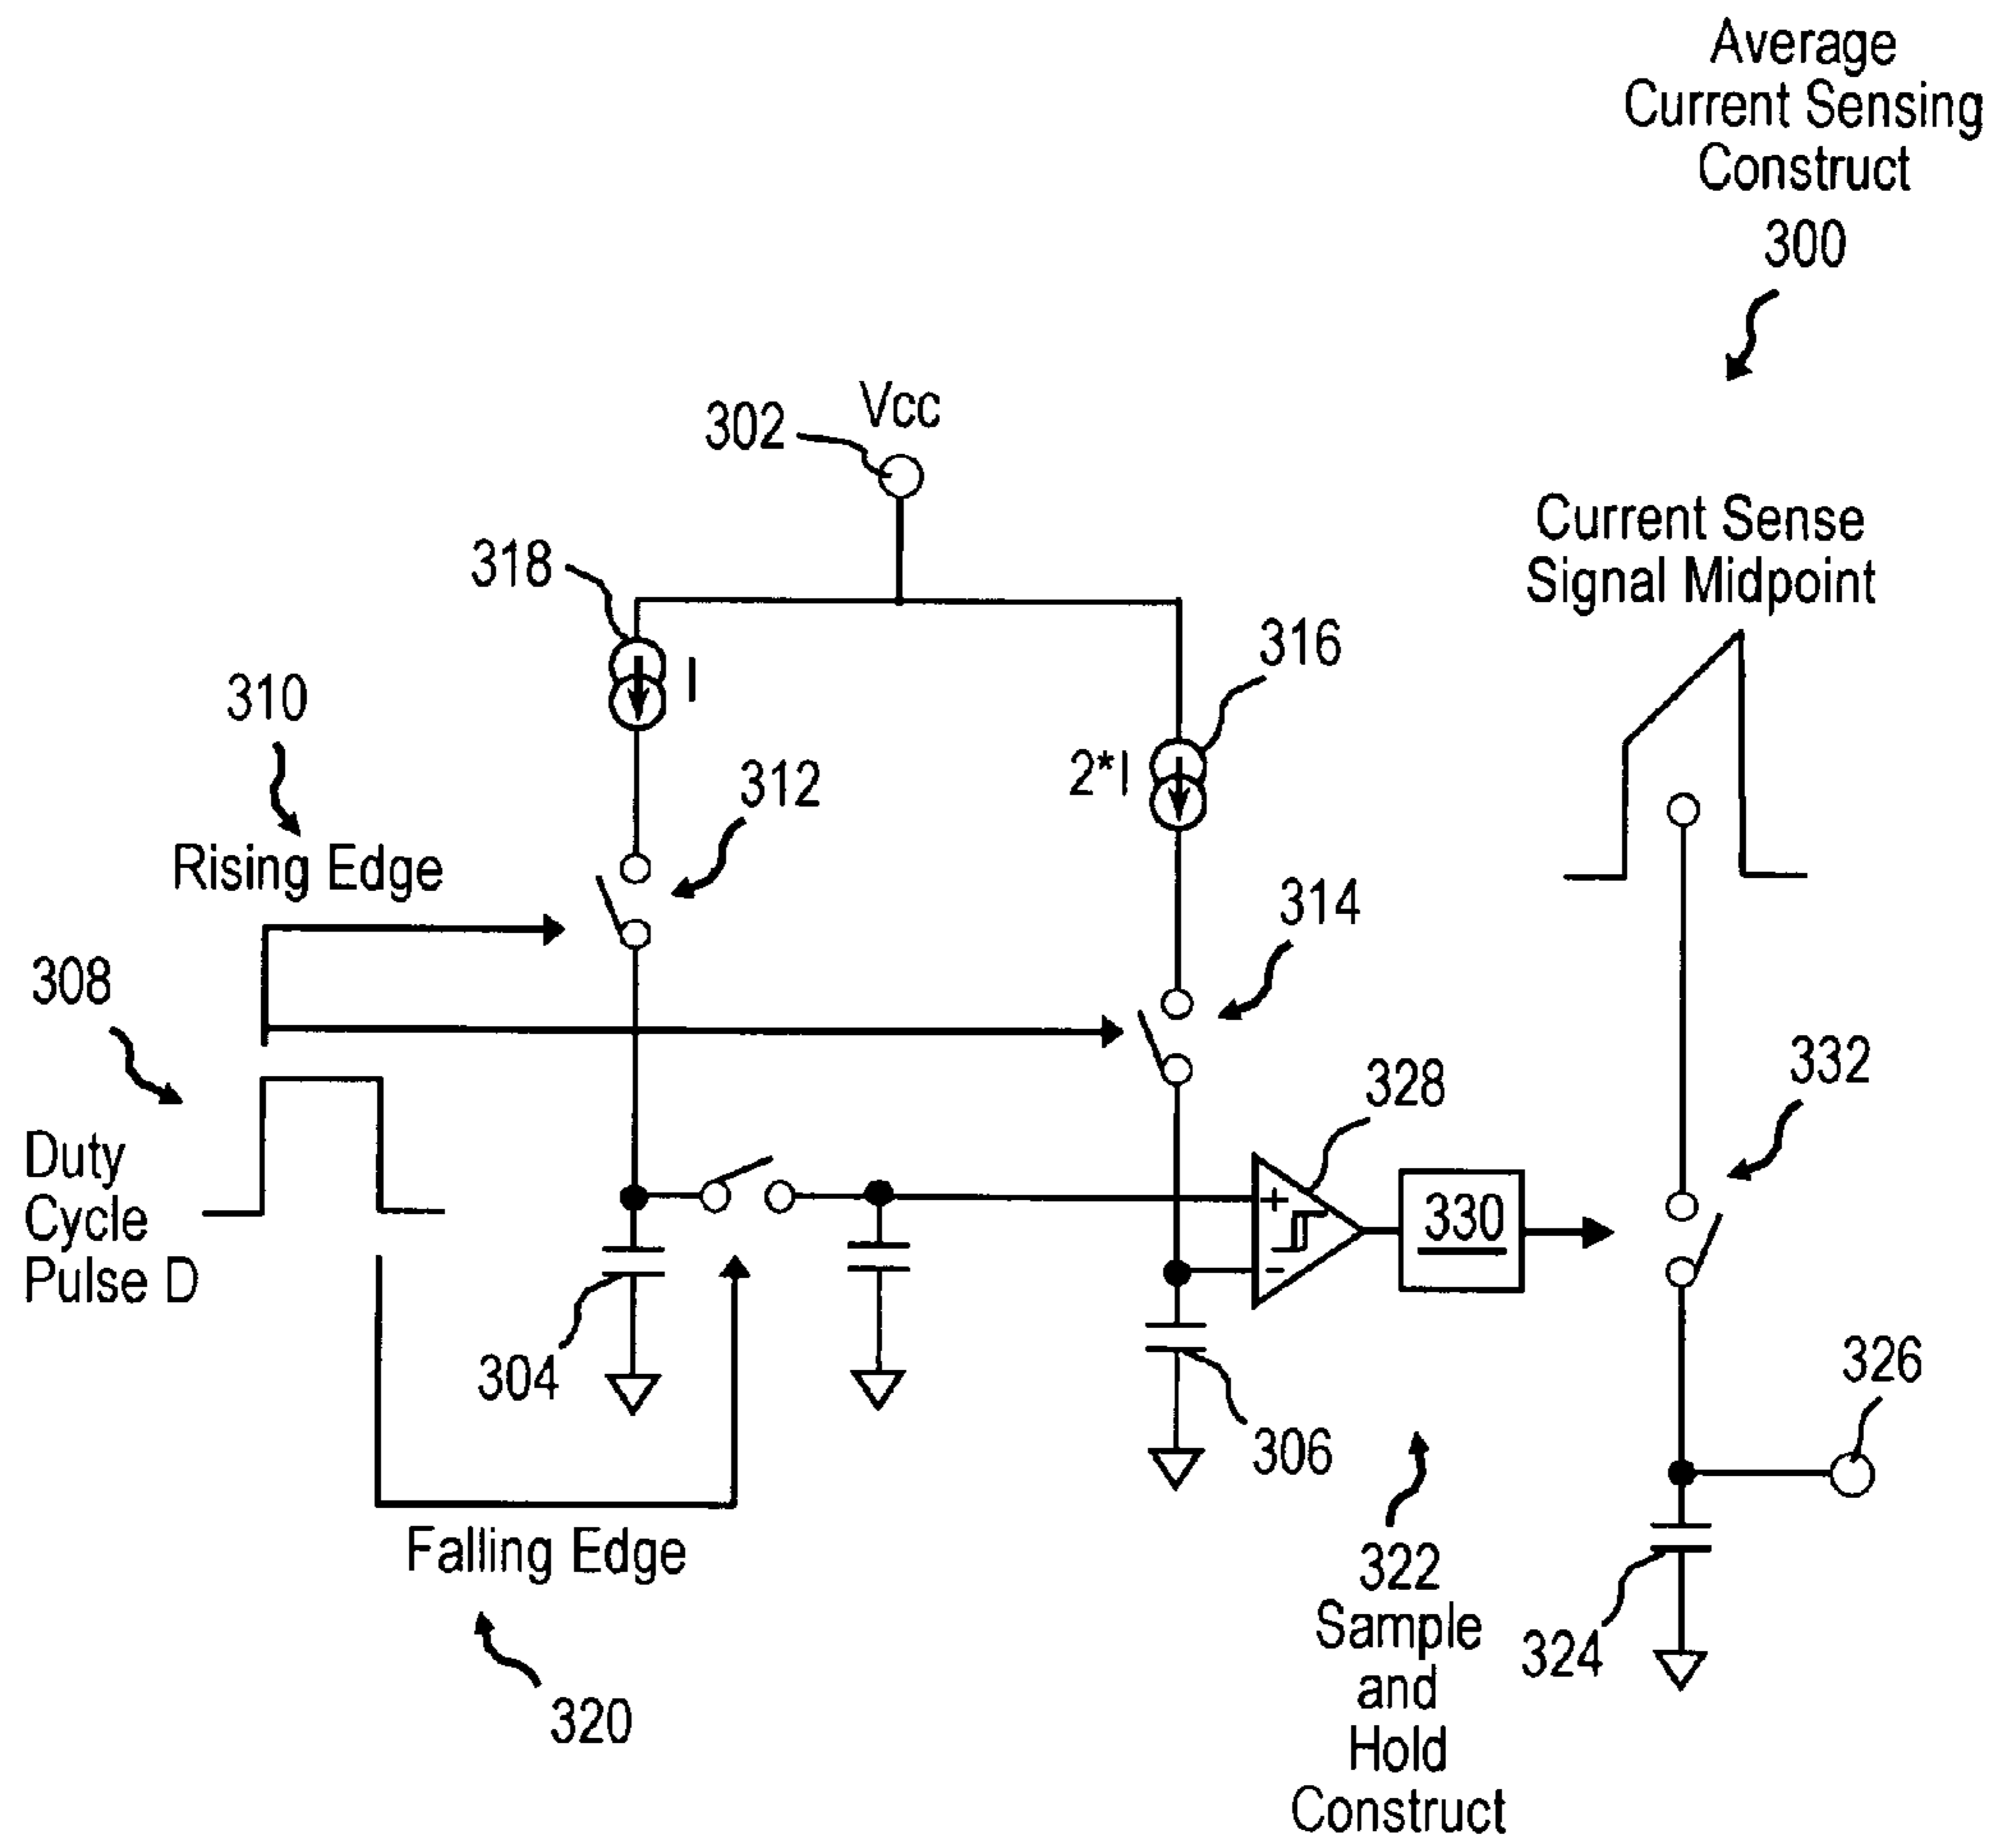 Average
Current Sensing
Construct
300
Vcc
302
Current Sense
Signal Midpoint
318
I
316
2*I
310
Rising Edge
312
314
308
Duty
Cycle
Pulse D
328
+
-
330
332
304
306
326
Falling Edge
320
322
Sample
and
Hold
Construct
324